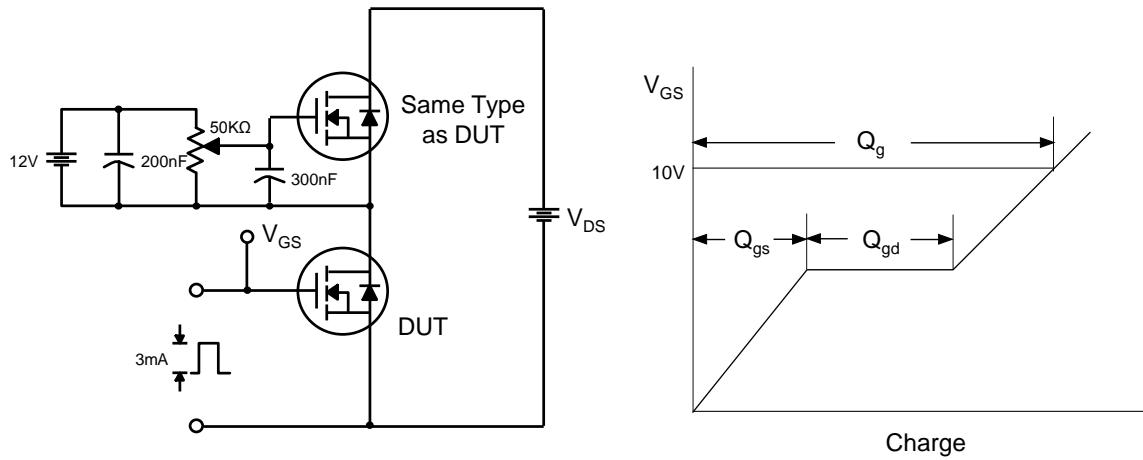 12V
200nF
50KΩ
300nF
Same Type
as DUT
V_DS
V_GS
DUT
3mA
V_GS
10V
Q_g
Q_gs
Q_gd
Charge